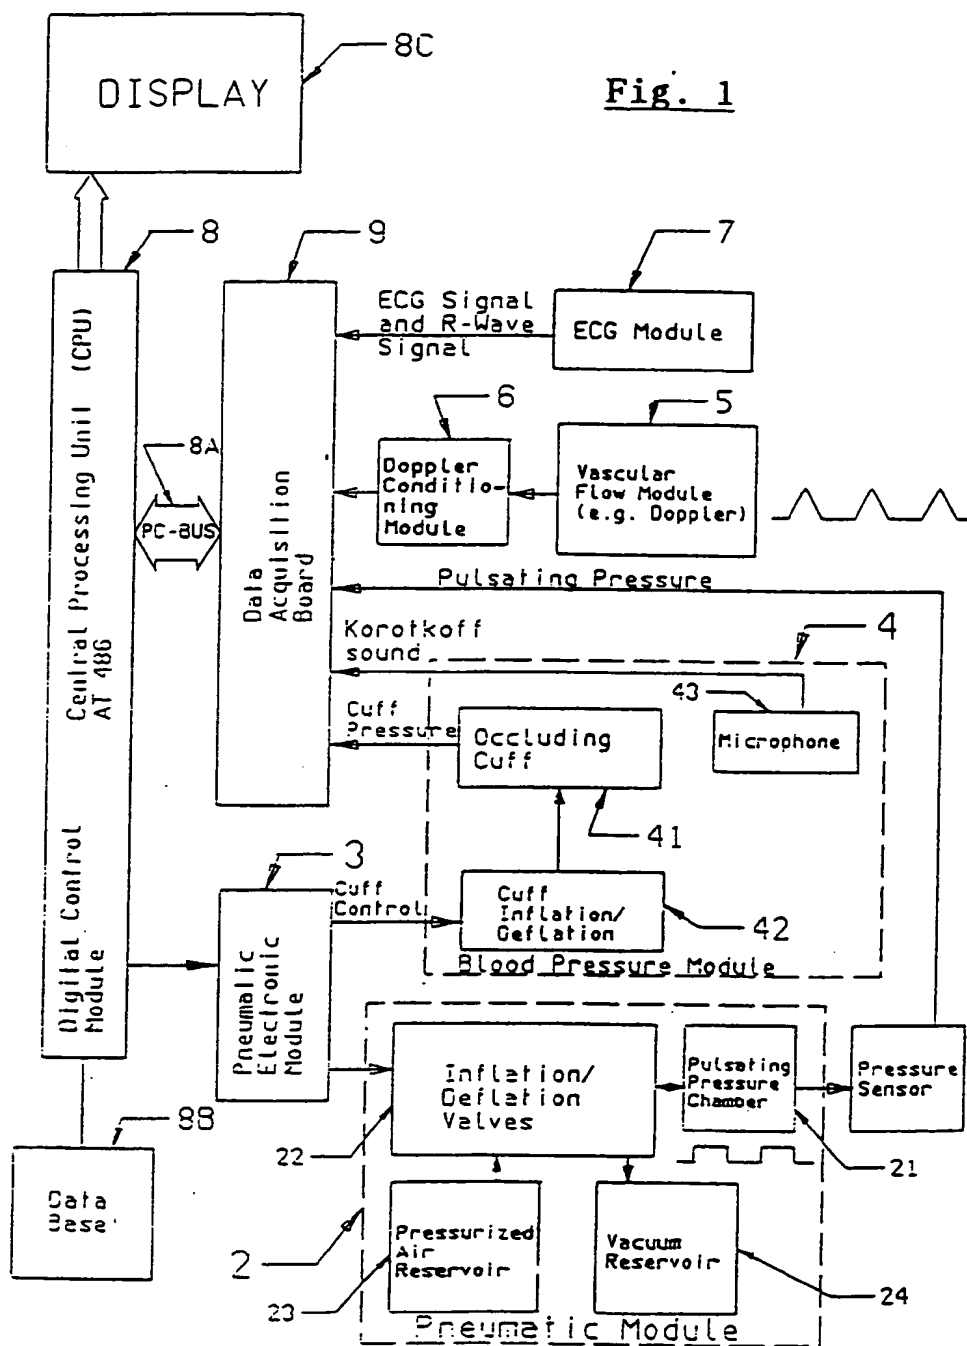 8C
DISPLAY
Fig. 1
8
9
7
ECG Signal
and R-Wave
Signal
ECG Module
Central Processing Unit (CPU)
AT 486
8A
PC-BUS
Data
Acquisition
Board
6
5
Doppler
Conditio-
ning
Module
Vascular
Flow Module
(e.g. Doppler)
Pulsating Pressure
Korotkoff
sound
4
43
Microphone
Cuff
Pressure
Occluding
Cuff
41
3
Cuff
Control
Cuff
Inflation/
Deflation
42
Blood Pressure Module
Digital Control
Module
Pneumatic
Electronic
Module
Inflation/
Deflation
Valves
Pulsating
Pressure
Chamber
Pressure
Sensor
8B
22
21
Data
Base
2
Pressurized
Air
Reservoir
Vacuum
Reservoir
23
24
Pneumatic Module